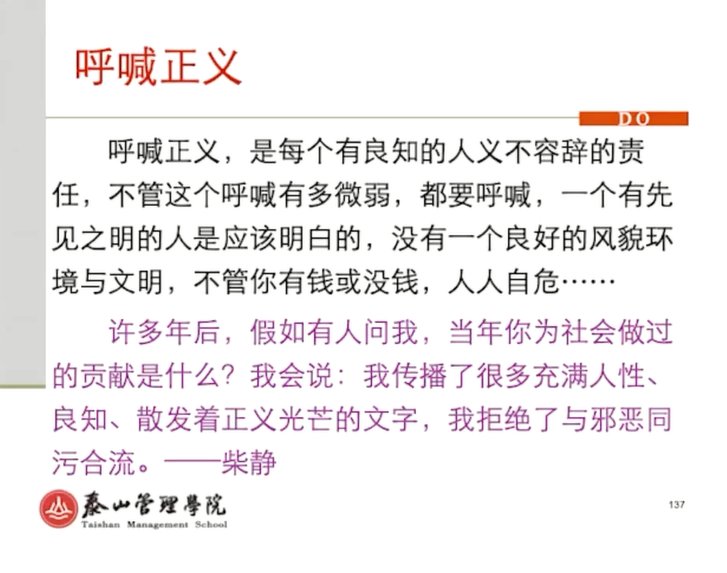 呼喊正义
DO
呼喊正义，是每个有良知的人义不容辞的责
任，不管这个呼喊有多微弱，都要呼喊，一个有先
见之明的人是应该明白的，没有一个良好的风貌环
境与文明，不管你有钱或没钱，人人自危……
许多年后，假如有人问我，当年你为社会做过
的贡献是什么？我会说：我传播了很多充满人性、
良知、散发着正义光芒的文字，我拒绝了与邪恶同
污合流。——柴静
泰山管理學院
Taishan Management School
137